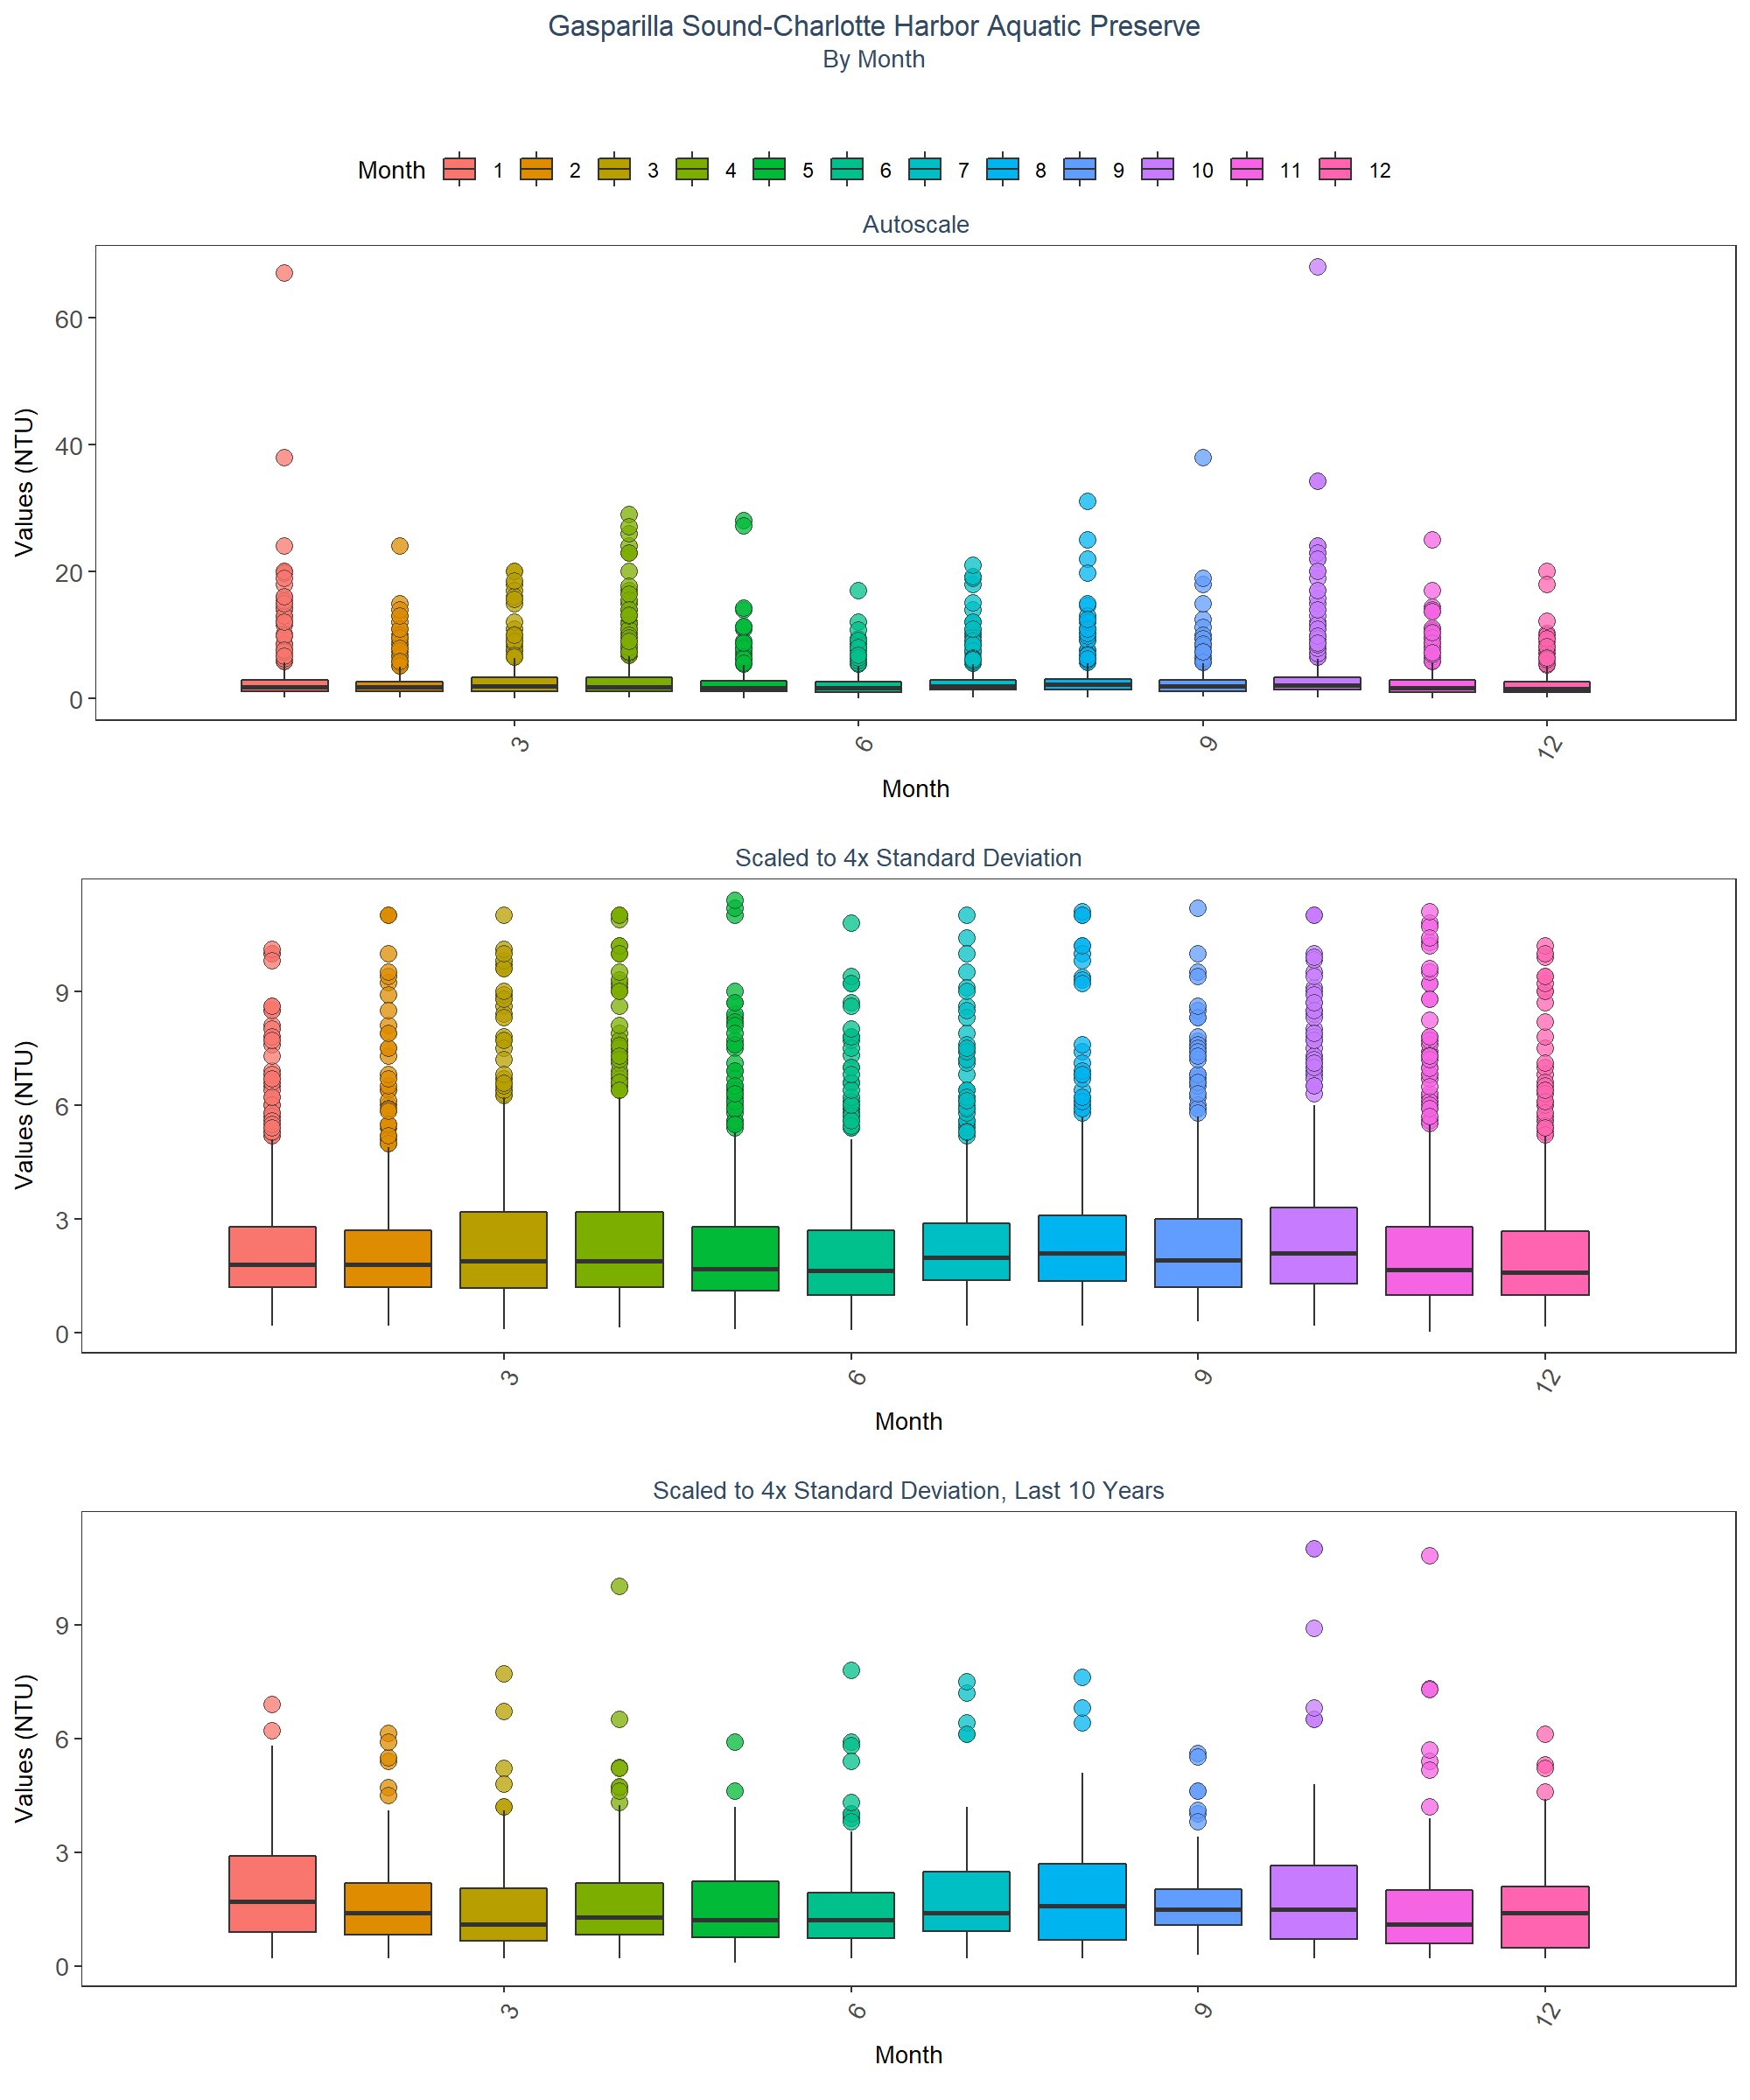 Gasparilla Sound-Charlotte Harbor Aquatic Preserve
By Month
Month 1 2 3 4 5 6 7 8 9 10 11 12
Autoscale
Values (NTU)
60
40
20
0
3 6 9 12
Month
Scaled to 4x Standard Deviation
Values (NTU)
9
6
3
0
3 6 9 12
Month
Scaled to 4x Standard Deviation, Last 10 Years
Values (NTU)
9
6
3
0
3 6 9 12
Month